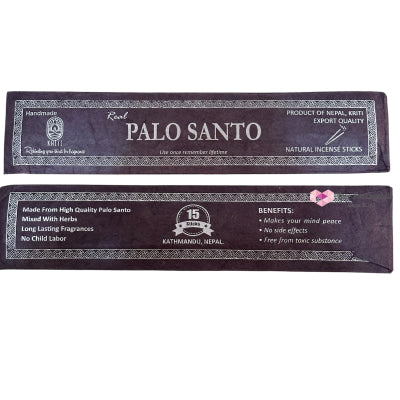 Handmade
KRITI
Real
PALO SANTO
Use once remember lifetime
PRODUCT OF NEPAL, KRITI
EXPORT QUALITY
NATURAL INCENSE STICKS
Made From High Quality Palo Santo
Mixed With Herbs
Long Lasting Fragrances
No Child Labor
15
Sticks
KATHMANDU, NEPAL.
BENEFITS:
• Makes your mind peace
• No side effects
• Free from toxic substance